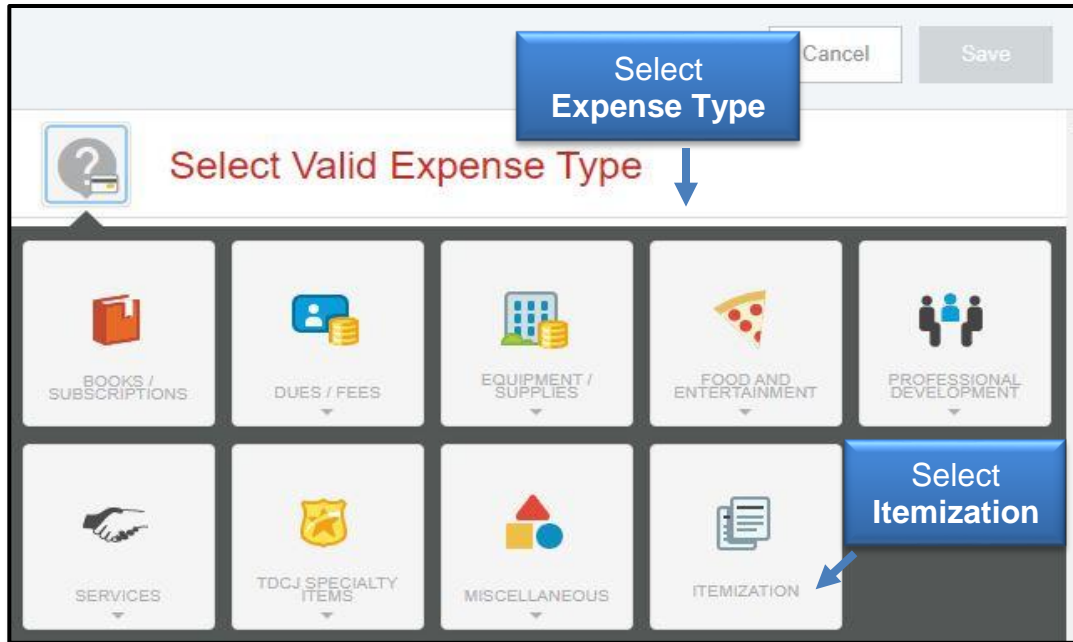 Select
Expense Type
Cancel
Save
Select Valid Expense Type
BOOKS /
SUBSCRIPTIONS
DUES / FEES
EQUIPMENT /
SUPPLIES
FOOD AND
ENTERTAINMENT
PROFESSIONAL
DEVELOPMENT
Select
Itemization
SERVICES
TDCJ SPECIALTY
ITEMS
MISCELLANEOUS
ITEMIZATION